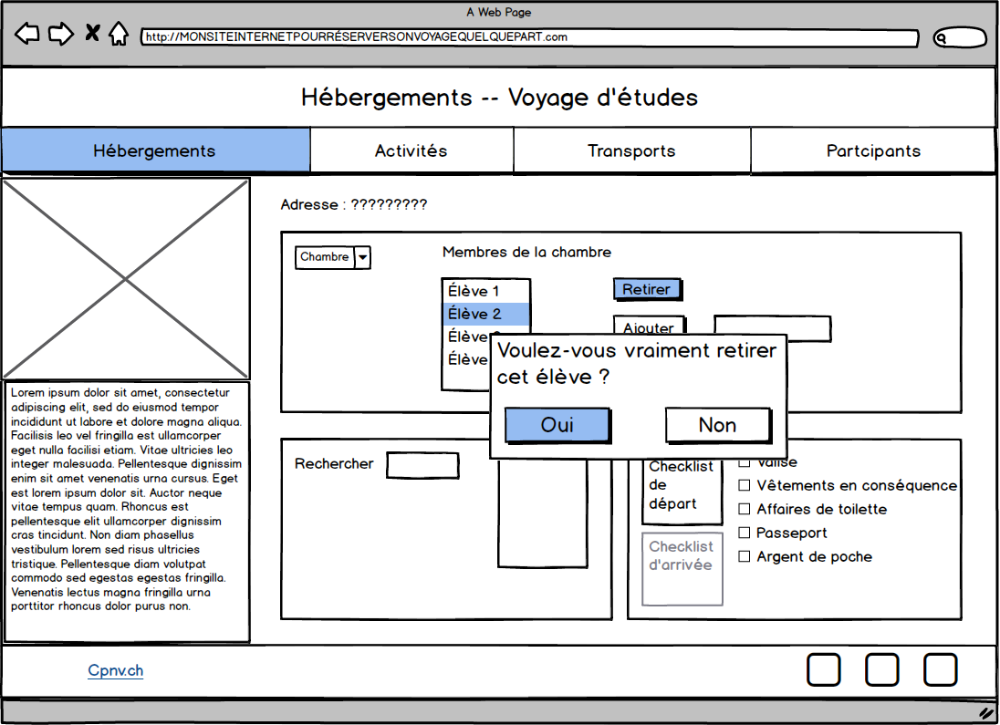 A Web Page
http://MONSITEINTERNETPOURRÉSERVERSONVOYAGEQUELQUEPART.com
Hébergements -- Voyage d'études
Hébergements
Activités
Transports
Partcipants
Adresse : ?????????
Chambre
Membres de la chambre
Élève 1
Élève 2
Élève
Élève
Retirer
Ajouter
Voulez-vous vraiment retirer
cet élève ?
Oui
Non
Lorem ipsum dolor sit amet, consectetur
adipiscing elit, sed do eiusmod tempor
incididunt ut labore et dolore magna aliqua.
Facilisis leo vel fringilla est ullamcorper
eget nulla facilisi etiam. Vitae ultricies leo
integer malesuada. Pellentesque dignissim
enim sit amet venenatis urna cursus. Eget
est lorem ipsum dolor sit. Auctor neque
vitae tempus quam. Rhoncus est
pellentesque elit ullamcorper dignissim
cras tincidunt. Non diam phasellus
vestibulum lorem sed risus ultricies
tristique. Pellentesque diam volutpat
commodo sed egestas egestas fringilla.
Venenatis lectus magna fringilla urna
porttitor rhoncus dolor purus non.
Rechercher
Checklist
de
départ
Checklist
d'arrivée
Valise
Vêtements en conséquence
Affaires de toilette
Passeport
Argent de poche
Cpnv.ch